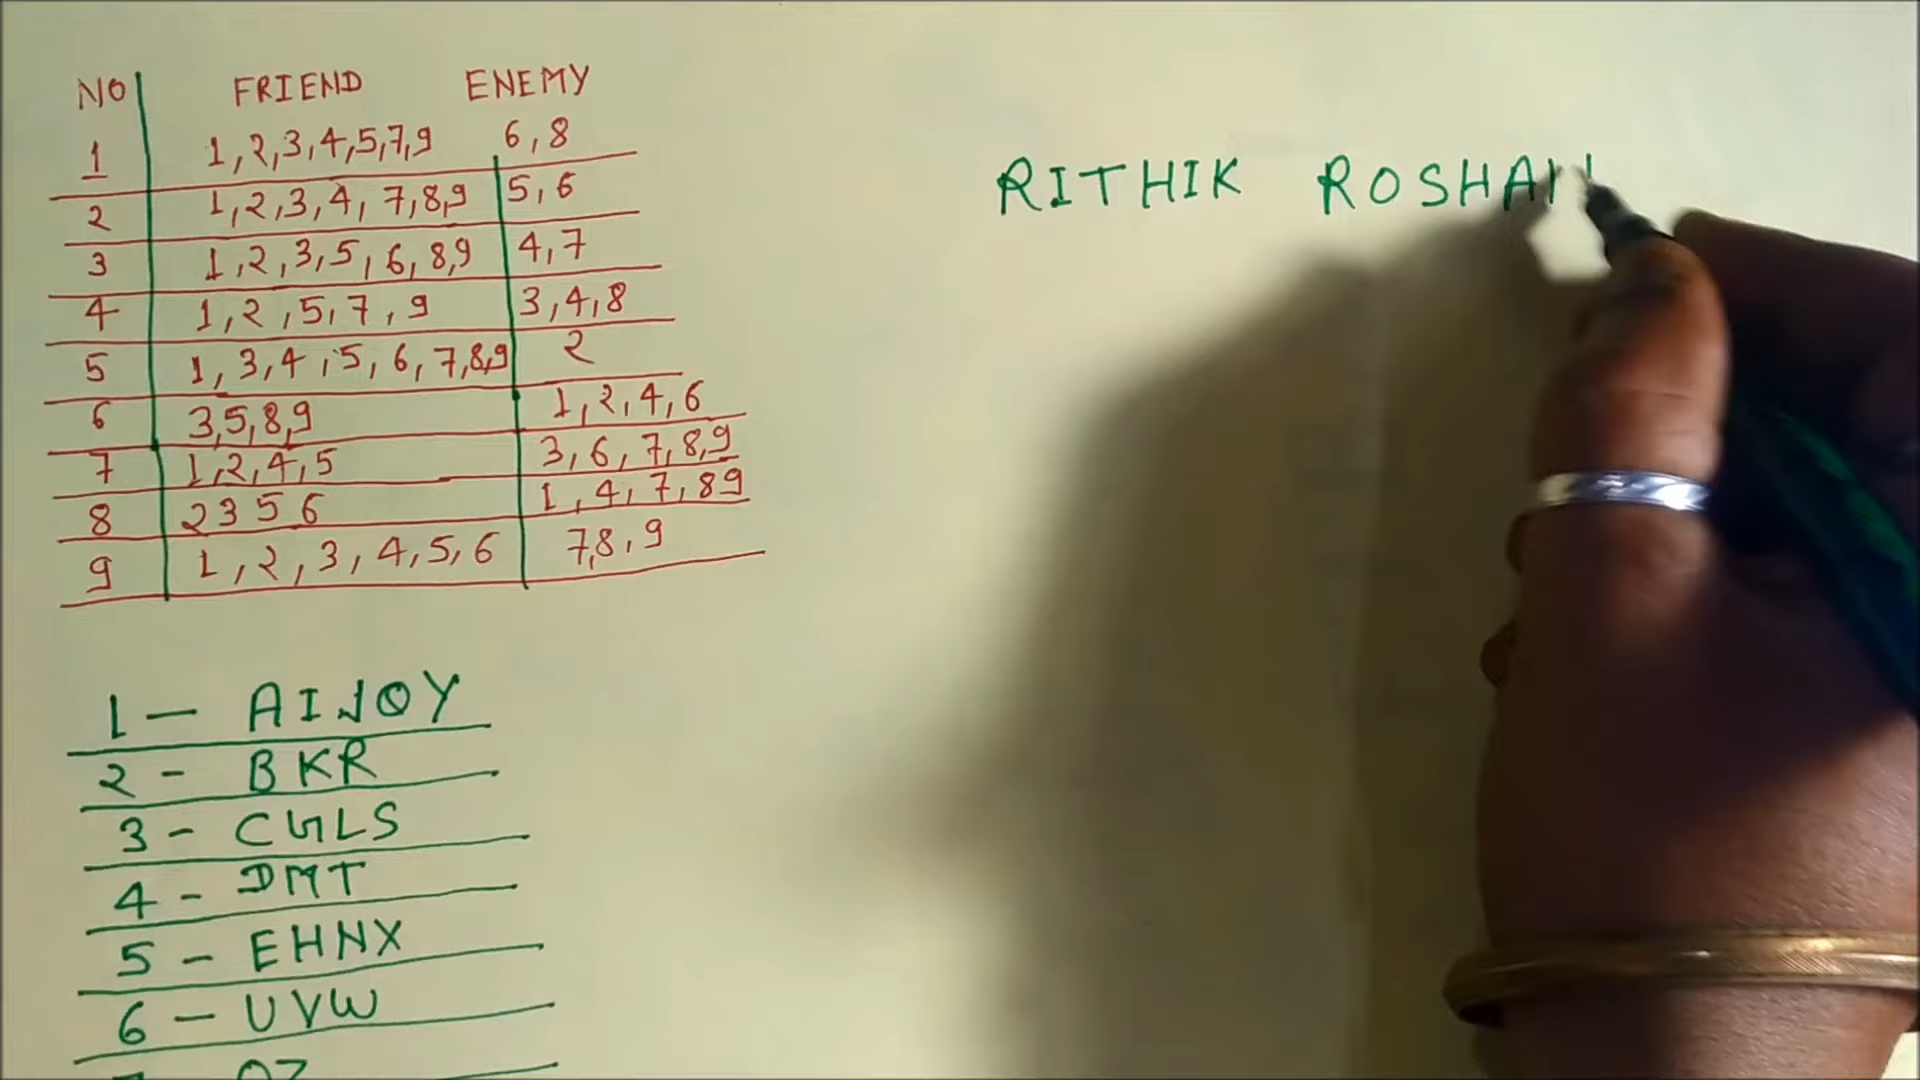 NO FRIEND ENEMY
1 1,2,3,4,5,7,9 6,8
2 1,2,3,4,7,8,9 5,6
3 1,2,3,5,6,8,9 4,7
4 1,2,5,7,9 3,4,8
5 1,3,4,5,6,7,8,9 2
6 3,5,8,9 1,2,4,6
7 1,2,4,5 3,6,7,8,9
8 2 3 5 6 1,4,7,8 9
9 1,2,3,4,5,6 7,8,9
RITHIK ROSHAN
1 - AIJQY
2 - BKR
3 - CGLS
4 - DMT
5 - EHNX
6 - UVW